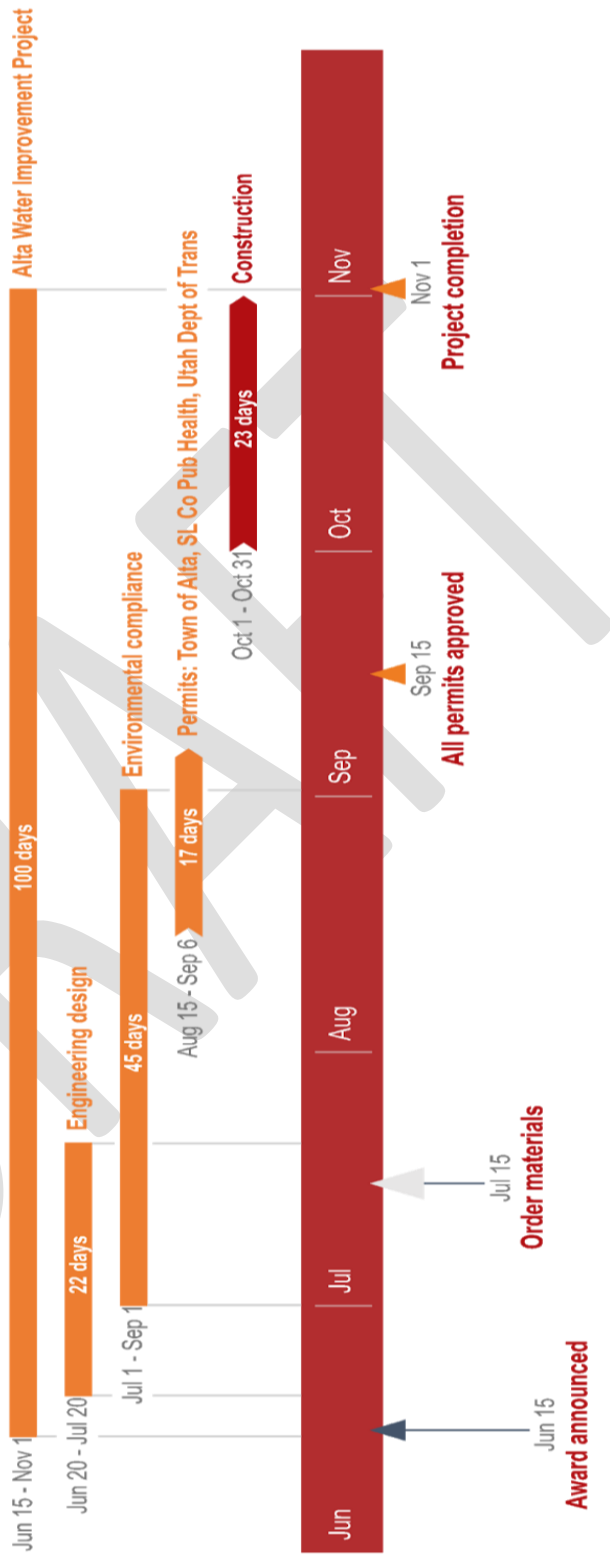 Jun 15 - Nov 1 100 days Alta Water Improvement Project
Jun 20 - Jul 20 22 days Engineering design
Jul 1 - Sep 1 45 days Environmental compliance
Aug 15 - Sep 6 17 days Permits: Town of Alta, SL Co Pub Health, Utah Dept of Trans
Oct 1 - Oct 31 23 days Construction
Jun Jul Aug Sep Oct Nov
Jun 15
Award announced
Jul 15
Order materials
Sep 15
All permits approved
Nov 1
Project completion
DRAFT